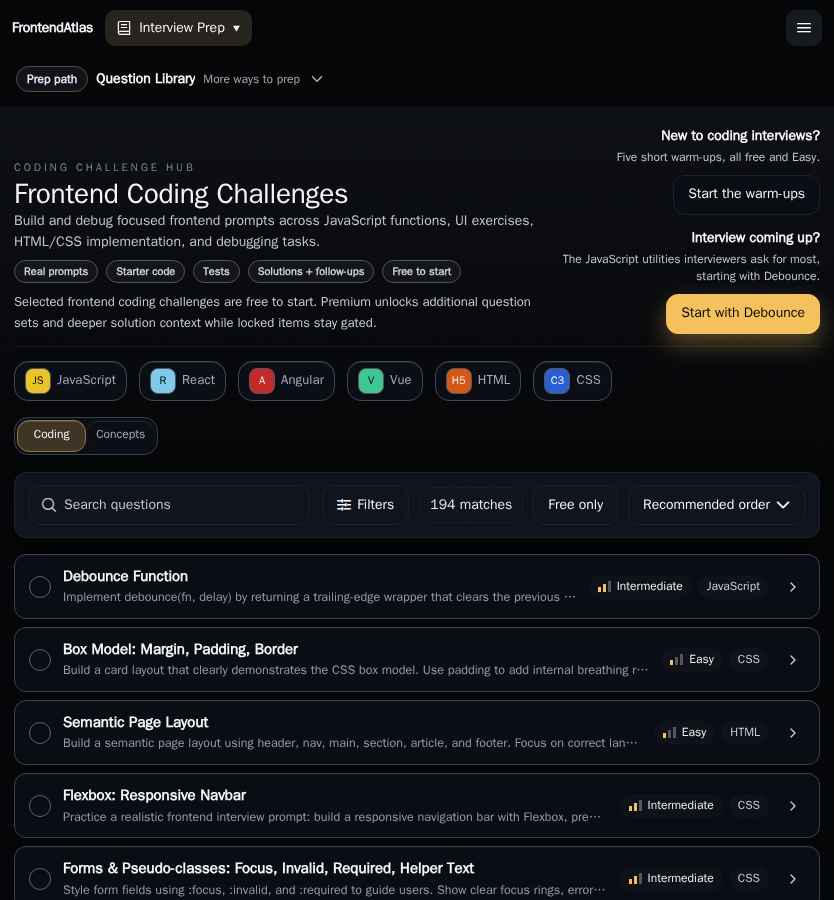 FrontendAtlas
Interview Prep ▾
Prep path
Question Library
More ways to prep
CODING CHALLENGE HUB
Frontend Coding Challenges
Build and debug focused frontend prompts across JavaScript functions, UI exercises,
HTML/CSS implementation, and debugging tasks.
Real prompts
Starter code
Tests
Solutions + follow-ups
Free to start
Selected frontend coding challenges are free to start. Premium unlocks additional question
sets and deeper solution context while locked items stay gated.
New to coding interviews?
Five short warm-ups, all free and Easy.
Start the warm-ups
Interview coming up?
The JavaScript utilities interviewers ask for most,
starting with Debounce.
Start with Debounce
JS JavaScript
R React
A Angular
V Vue
H5 HTML
C3 CSS
Coding
Concepts
Search questions
Filters
194 matches
Free only
Recommended order
Debounce Function
Implement debounce(fn, delay) by returning a trailing-edge wrapper that clears the previous ···
Intermediate
JavaScript
Box Model: Margin, Padding, Border
Build a card layout that clearly demonstrates the CSS box model. Use padding to add internal breathing r···
Easy
CSS
Semantic Page Layout
Build a semantic page layout using header, nav, main, section, article, and footer. Focus on correct lan···
Easy
HTML
Flexbox: Responsive Navbar
Practice a realistic frontend interview prompt: build a responsive navigation bar with Flexbox, pre···
Intermediate
CSS
Forms & Pseudo-classes: Focus, Invalid, Required, Helper Text
Style form fields using :focus, :invalid, and :required to guide users. Show clear focus rings, error···
Intermediate
CSS